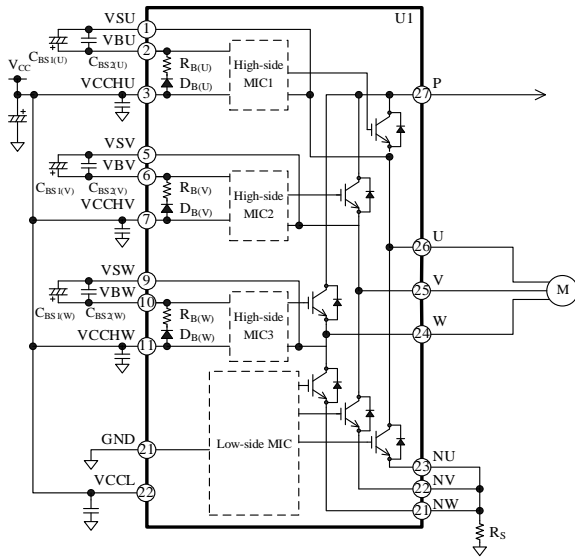 U1
VSU
1
VBU
2
CBS1(U)
CBS2(U)
RB(U)
DB(U)
High-side
MIC1
VCC
VCCHU
3
P
27
VSV
5
VBV
6
CBS1(V)
CBS2(V)
RB(V)
DB(V)
High-side
MIC2
VCCHV
7
U
26
VSW
9
VBW
10
CBS1(W)
CBS2(W)
RB(W)
DB(W)
High-side
MIC3
V
25
M
W
24
VCCHW
11
GND
21
Low-side MIC
VCCL
22
NU
23
NV
22
NW
21
RS